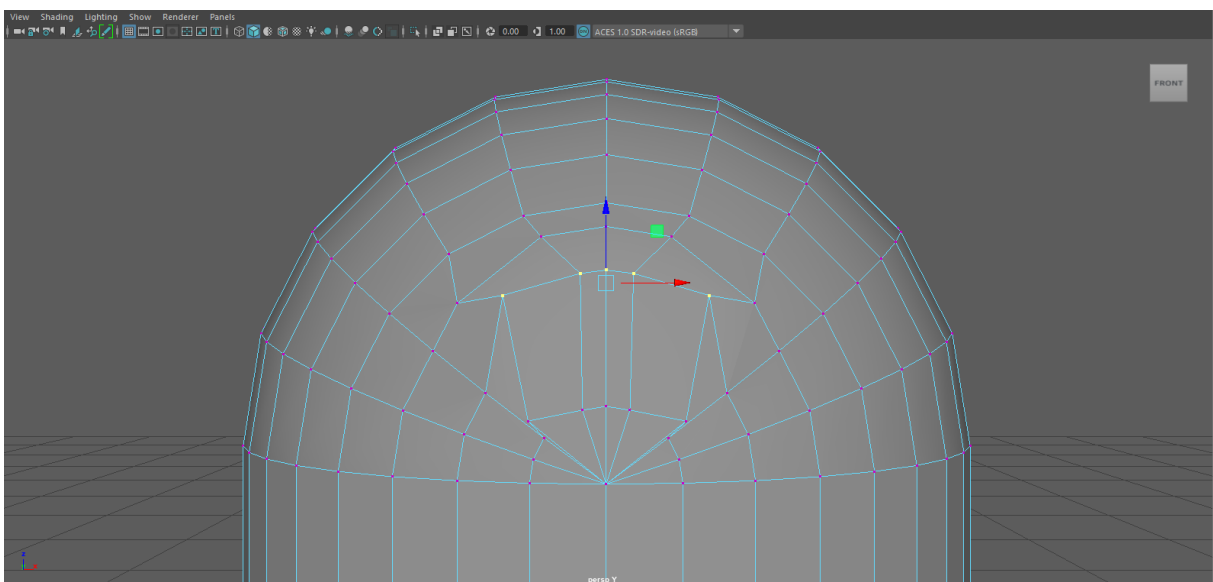 View Shading Lighting Show Renderer Panels
0.00 1.00 ACES 1.0 SDR-video (sRGB)
FRONT
z
x
persp Y